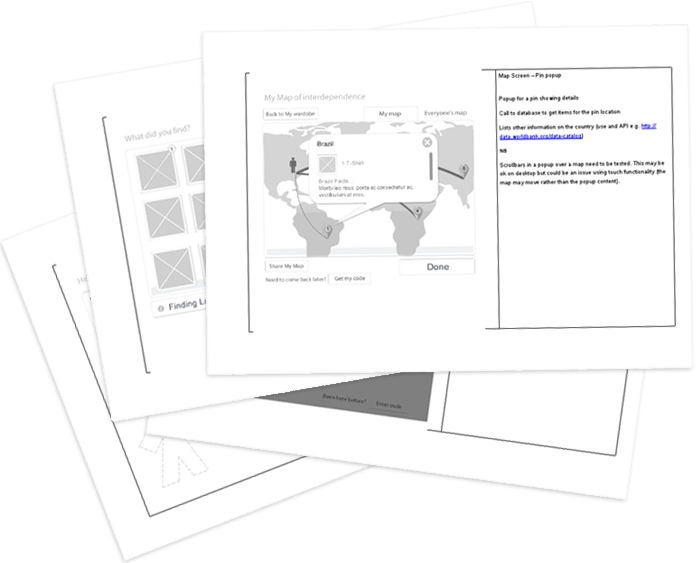 Map Screen – Pin popup
Popup for a pin showing details
Call to database to get items for the pin location
Lists other information on the country (use and API e.g. http://
data.worldbank.org/data-catalog)
NB
Scrollbars in a popup over a map need to be tested. This may be
ok on desktop but could be an issue using touch functionality (the
map may move rather than the popup content).
My Map of interdependence
Back to My wardobe
My map
Everyone's map
Brazil
1 T-Shirt
Brazil Facts
Morbi leo risus, porta ac consectetur ac,
vestibulum at eros.
Share My Map
Done
Need to come back later?
Get my code
What did you find?
Finding
Been here before?
Enter code